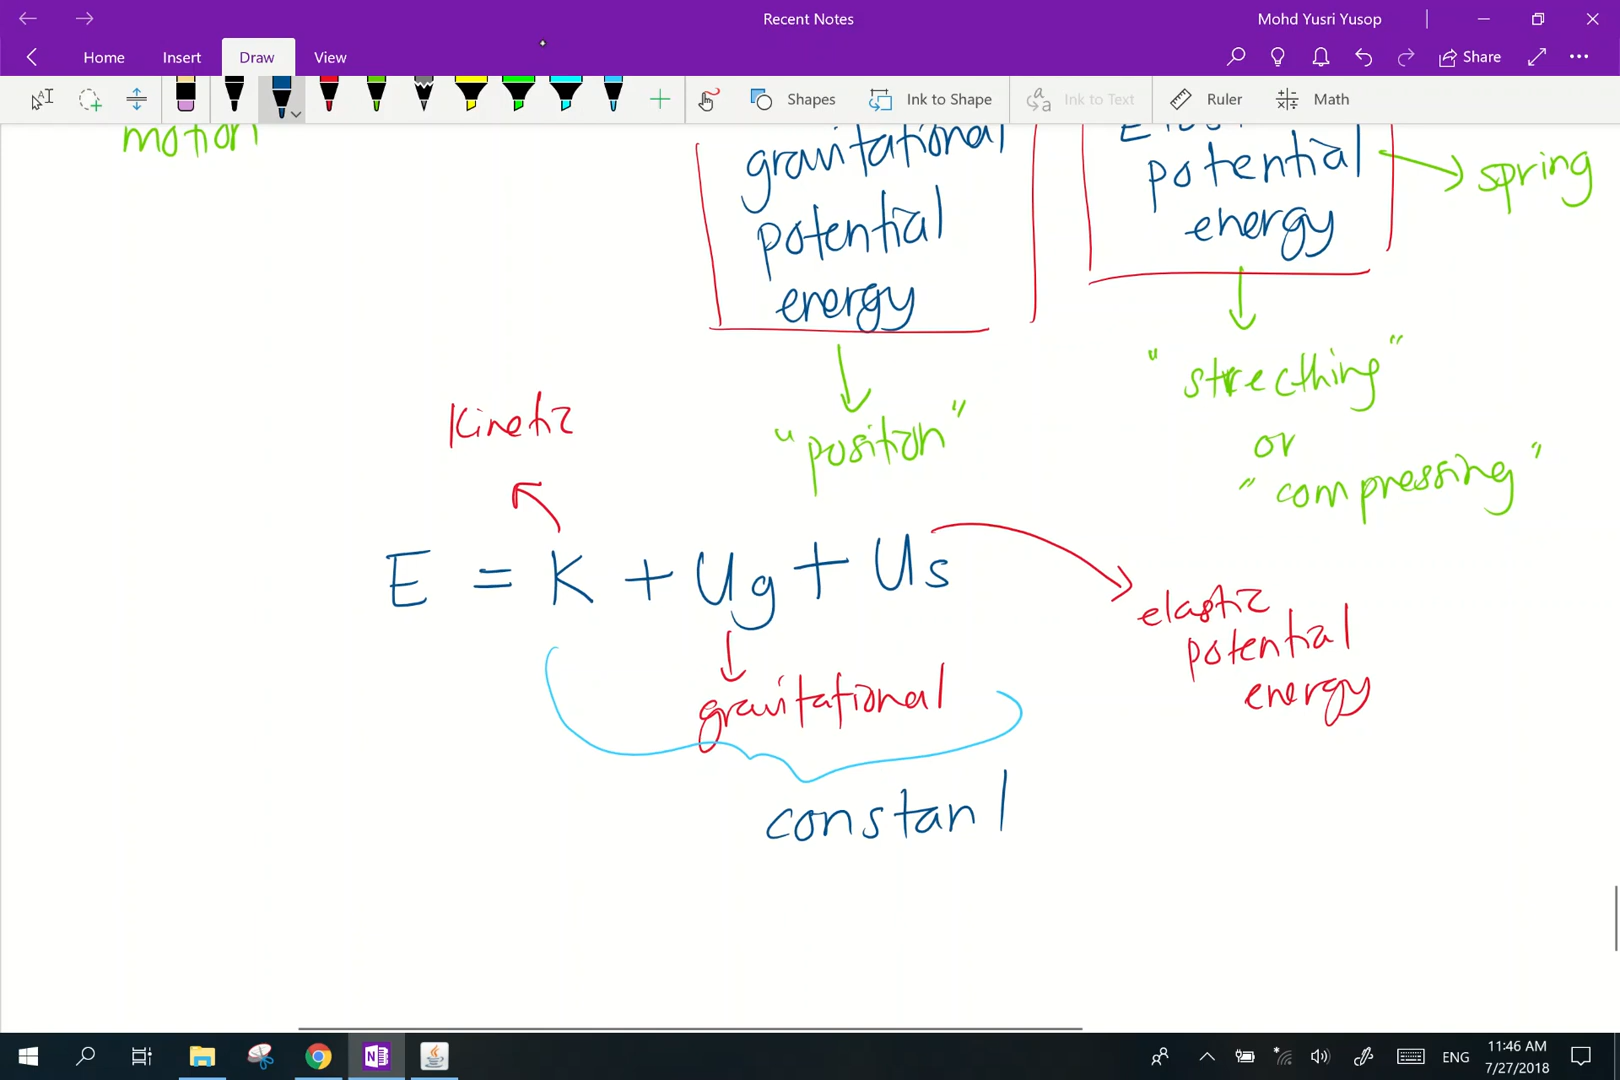 Recent Notes
Mohd Yusri Yusop
Home Insert Draw View
Share
Shapes Ink to Shape Ink to Text Ruler Math
motion
gravitational
potential
energy
potential
energy
spring
"position"
"strecthing"
or
"compressing"
Kinetic
E = K + Ug + Us
gravitational
elastic
potential
energy
constant
ENG
11:46 AM
7/27/2018